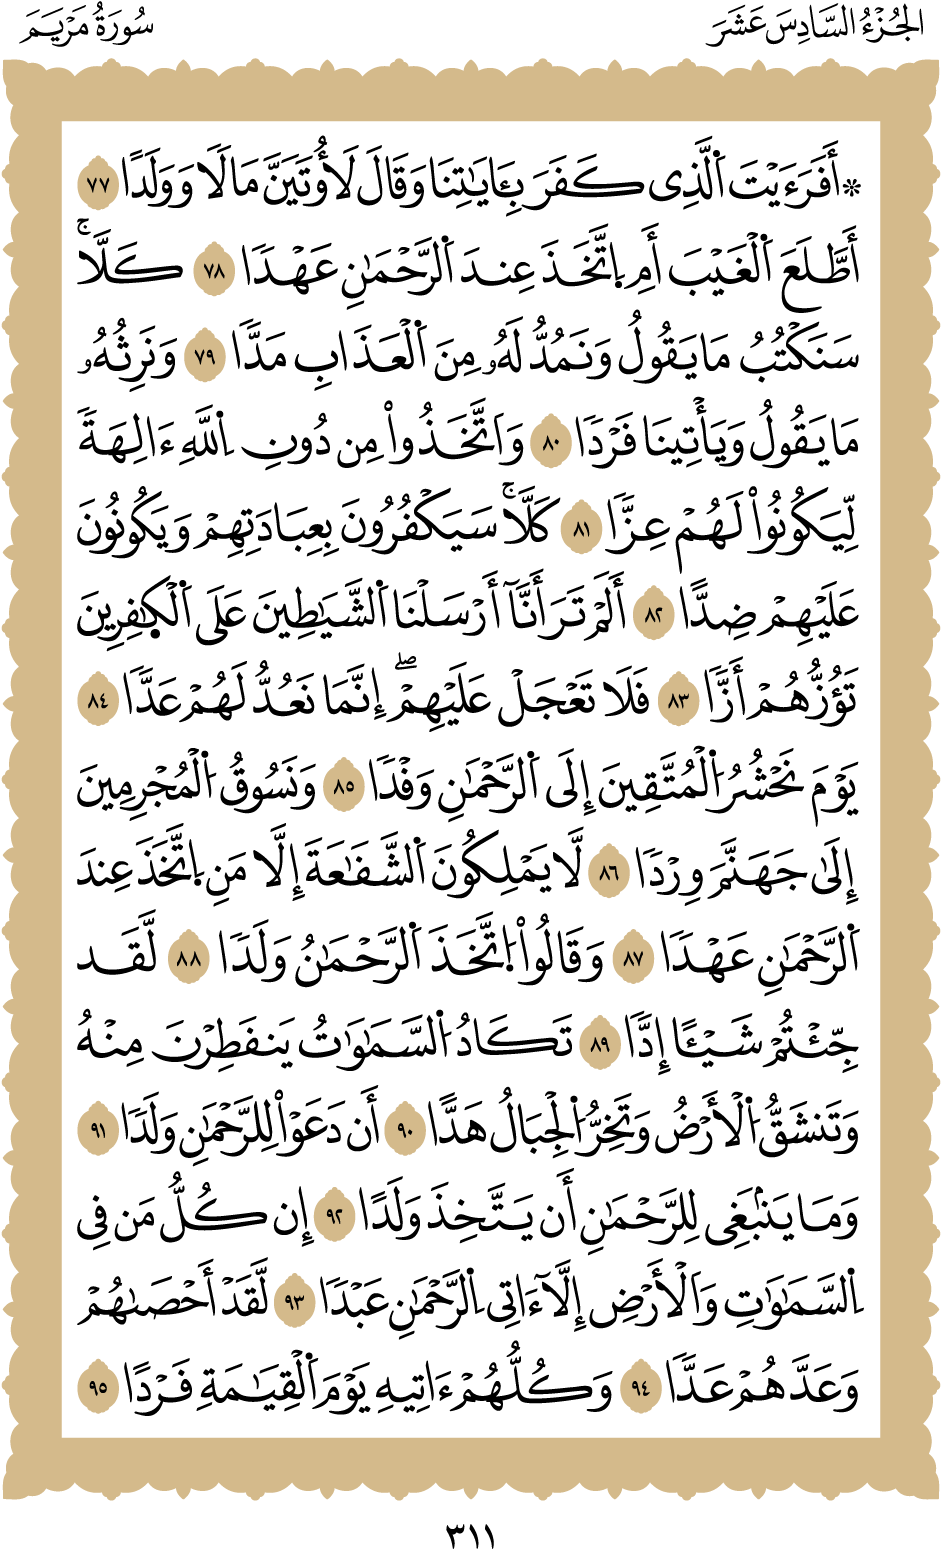 الجُزْءُ السَّادِسَ عَشَرَ
سُورَةُ مَرْيَمَ
۞ أَفَرَءَيْتَ ٱلَّذِى كَفَرَ بِـَٔايَٰتِنَا وَقَالَ لَأُوتَيَنَّ مَالًا وَوَلَدًا ٧٧
أَطَّلَعَ ٱلْغَيْبَ أَمِ ٱتَّخَذَ عِندَ ٱلرَّحْمَٰنِ عَهْدًا ٧٨ كَلَّاۚ
سَنَكْتُبُ مَا يَقُولُ وَنَمُدُّ لَهُۥ مِنَ ٱلْعَذَابِ مَدًّا ٧٩ وَنَرِثُهُۥ
مَا يَقُولُ وَيَأْتِينَا فَرْدًا ٨٠ وَٱتَّخَذُوا۟ مِن دُونِ ٱللَّهِ ءَالِهَةً
لِّيَكُونُوا۟ لَهُمْ عِزًّا ٨١ كَلَّاۚ سَيَكْفُرُونَ بِعِبَادَتِهِمْ وَيَكُونُونَ
عَلَيْهِمْ ضِدًّا ٨٢ أَلَمْ تَرَ أَنَّآ أَرْسَلْنَا ٱلشَّيَٰطِينَ عَلَى ٱلْكَٰفِرِينَ
تَؤُزُّهُمْ أَزًّا ٨٣ فَلَا تَعْجَلْ عَلَيْهِمْۖ إِنَّمَا نَعُدُّ لَهُمْ عَدًّا ٨٤
يَوْمَ نَحْشُرُ ٱلْمُتَّقِينَ إِلَى ٱلرَّحْمَٰنِ وَفْدًا ٨٥ وَنَسُوقُ ٱلْمُجْرِمِينَ
إِلَىٰ جَهَنَّمَ وِرْدًا ٨٦ لَّا يَمْلِكُونَ ٱلشَّفَٰعَةَ إِلَّا مَنِ ٱتَّخَذَ عِندَ
ٱلرَّحْمَٰنِ عَهْدًا ٨٧ وَقَالُوا۟ ٱتَّخَذَ ٱلرَّحْمَٰنُ وَلَدًا ٨٨ لَّقَدْ
جِئْتُمْ شَيْـًٔا إِدًّا ٨٩ تَكَادُ ٱلسَّمَٰوَٰتُ يَنفَطِرْنَ مِنْهُ
وَتَنشَقُّ ٱلْأَرْضُ وَتَخِرُّ ٱلْجِبَالُ هَدًّا ٩٠ أَن دَعَوْا۟ لِلرَّحْمَٰنِ وَلَدًا ٩١
وَمَا يَنۢبَغِى لِلرَّحْمَٰنِ أَن يَتَّخِذَ وَلَدًا ٩٢ إِن كُلُّ مَن فِى
ٱلسَّمَٰوَٰتِ وَٱلْأَرْضِ إِلَّآ ءَاتِى ٱلرَّحْمَٰنِ عَبْدًا ٩٣ لَّقَدْ أَحْصَىٰهُمْ
وَعَدَّهُمْ عَدًّا ٩٤ وَكُلُّهُمْ ءَاتِيهِ يَوْمَ ٱلْقِيَٰمَةِ فَرْدًا ٩٥
٣١١